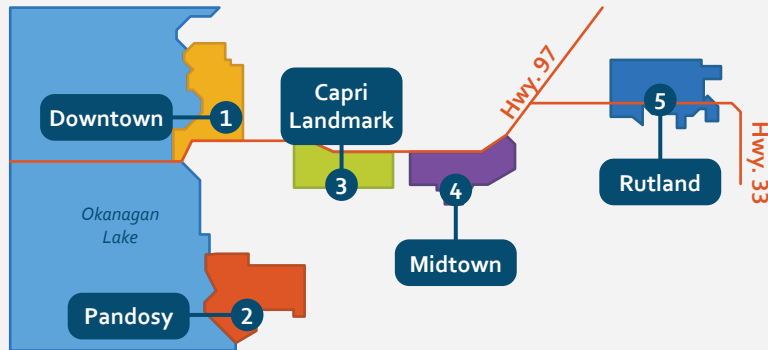 Downtown
1
Capri
Landmark
3
Hwy. 97
4
Midtown
5
Rutland
Hwy. 33
Okanagan
Lake
Pandosy
2